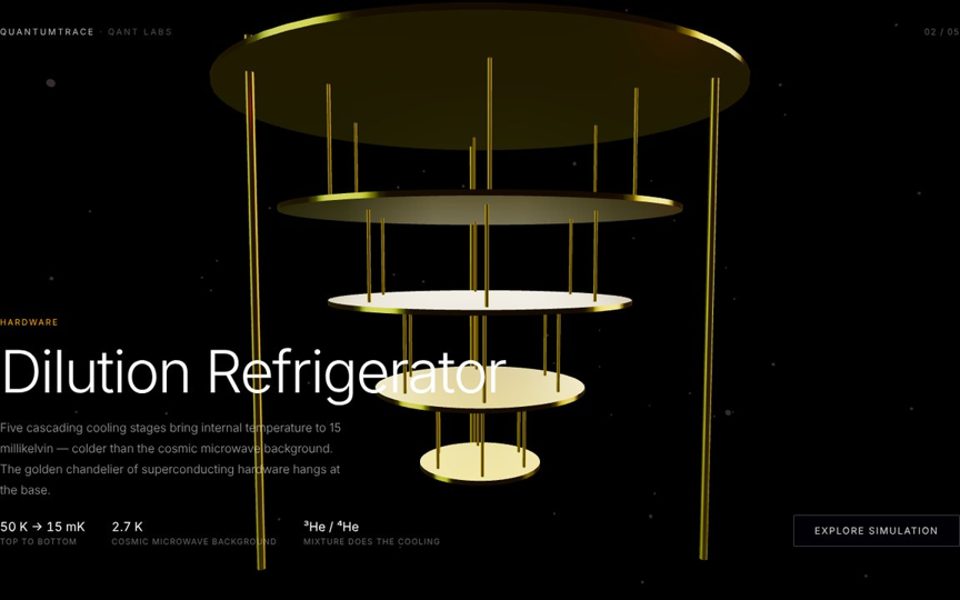 QUANTUMTRACE · QANT LABS
02 / 05
HARDWARE
Dilution Refrigerator
Five cascading cooling stages bring internal temperature to 15
millikelvin — colder than the cosmic microwave background.
The golden chandelier of superconducting hardware hangs at
the base.
50 K → 15 mK
TOP TO BOTTOM
2.7 K
COSMIC MICROWAVE BACKGROUND
³He / ⁴He
MIXTURE DOES THE COOLING
EXPLORE SIMULATION